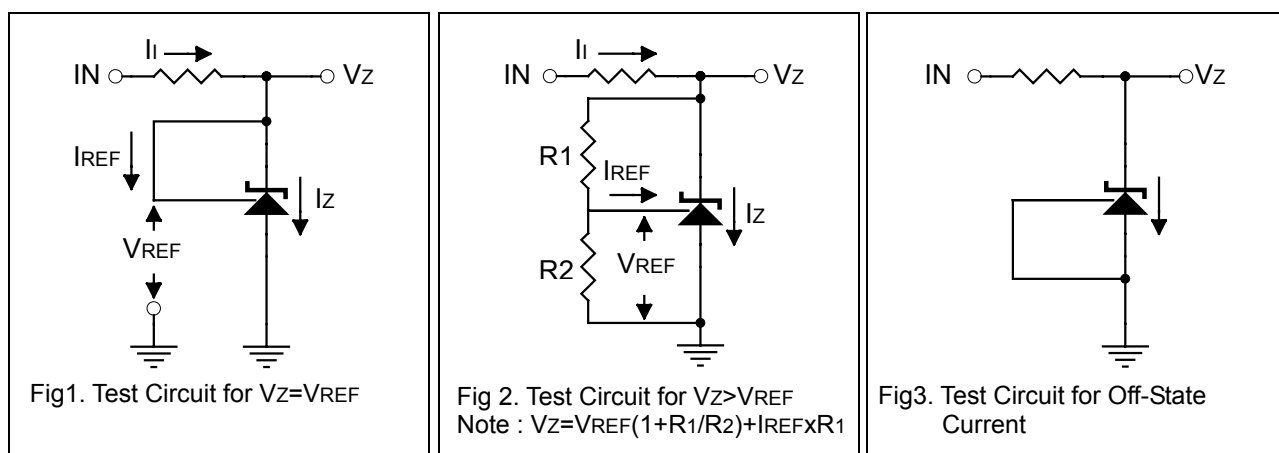 II
IN
VZ
IREF
IZ
VREF
Fig1. Test Circuit for VZ=VREF
II
IN
VZ
R1
IREF
IZ
R2
VREF
Fig 2. Test Circuit for VZ>VREF
Note : VZ=VREF(1+R1/R2)+IREFxR1
IN
VZ
Fig3. Test Circuit for Off-State
Current